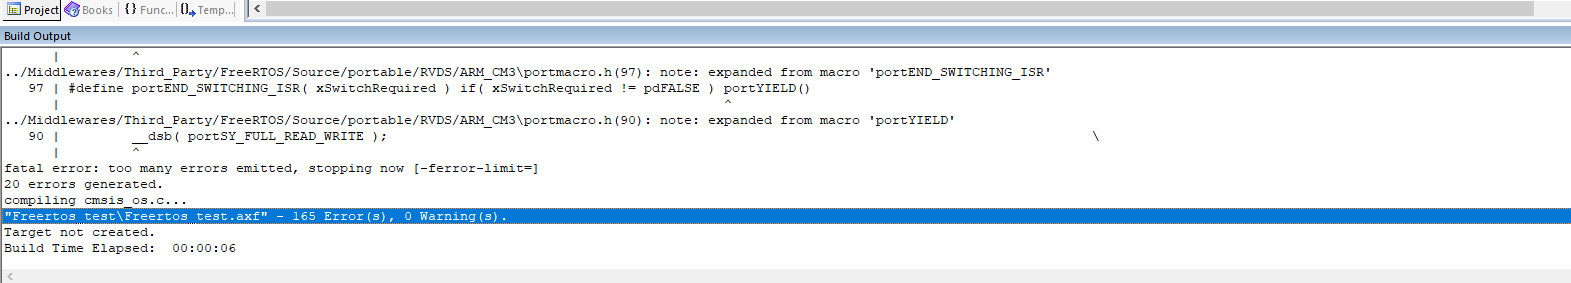 Project Books {} Func... 0 Temp... <
Build Output
| ^
../Middlewares/Third_Party/FreeRTOS/Source/portable/RVDS/ARM_CM3\portmacro.h(97): note: expanded from macro 'portEND_SWITCHING_ISR'
97 | #define portEND_SWITCHING_ISR( xSwitchRequired ) if( xSwitchRequired != pdFALSE ) portYIELD()
| ^
../Middlewares/Third_Party/FreeRTOS/Source/portable/RVDS/ARM_CM3\portmacro.h(90): note: expanded from macro 'portYIELD'
90 | __dsb( portSY_FULL_READ_WRITE ); \
| ^
fatal error: too many errors emitted, stopping now [-ferror-limit=]
20 errors generated.
compiling cmsis_os.c...
"Freertos test\Freertos test.axf" - 165 Error(s), 0 Warning(s).
Target not created.
Build Time Elapsed: 00:00:06
<